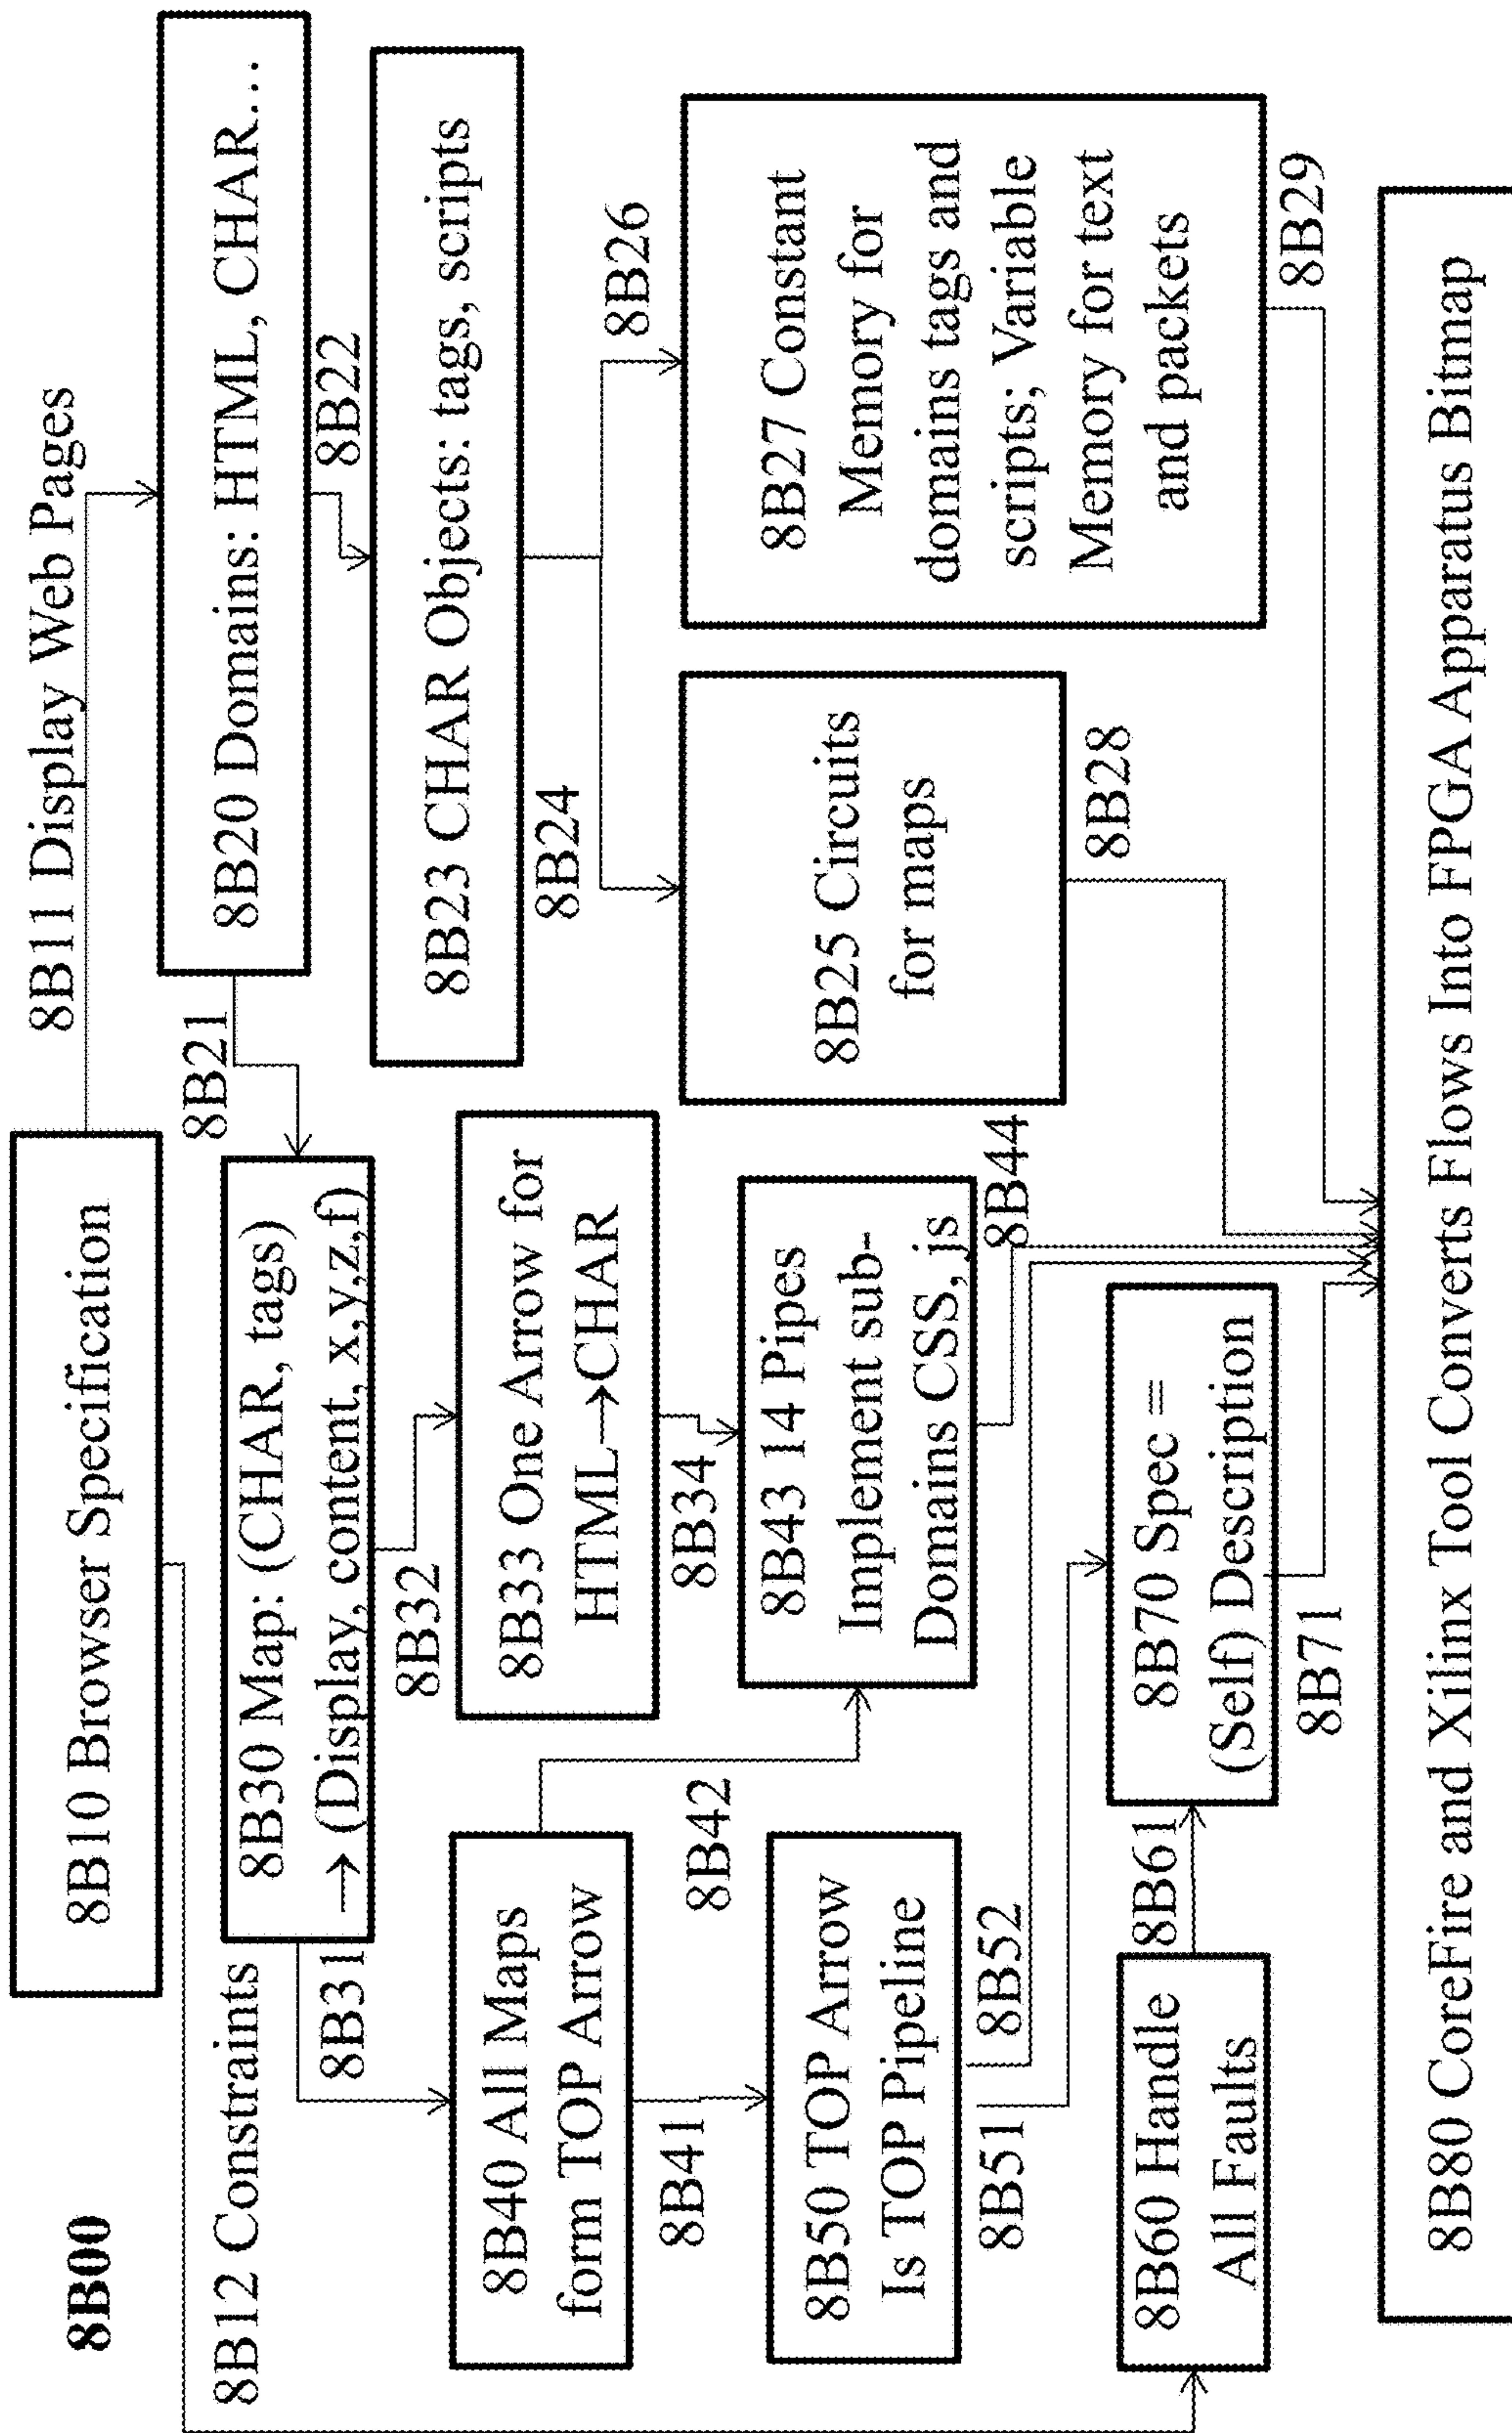 8B00
8B10 Browser Specification
8B11 Display Web Pages
8B12 Constraints
8B20 Domains: HTML, CHAR…
8B21
8B22
8B30 Map: (CHAR, tags)
→ (Display, content, x,y,z,f)
8B23 CHAR Objects: tags, scripts
8B31
8B32
8B24
8B26
8B40 All Maps
form TOP Arrow
8B33 One Arrow for
HTML→CHAR
8B25 Circuits
for maps
8B27 Constant
Memory for
domains tags and
scripts; Variable
Memory for text
and packets
8B41
8B42
8B34
8B50 TOP Arrow
Is TOP Pipeline
8B43 14 Pipes
Implement sub-
Domains CSS, js
8B44
8B28
8B51
8B52
8B60 Handle
All Faults
8B61
8B70 Spec =
(Self) Description
8B71
8B29
8B80 CoreFire and Xilinx Tool Converts Flows Into FPGA Apparatus Bitmap